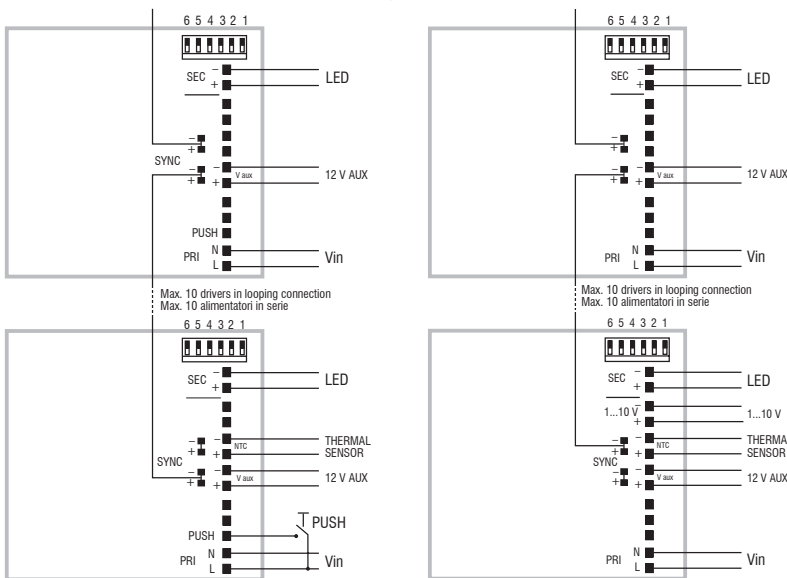 6 5 4 3 2 1
SEC
−
+
LED
−
+
SYNC
−
+
−
+
V aux
12 V AUX
PUSH
PRI
N
L
Vin
Max. 10 drivers in looping connection
Max. 10 alimentatori in serie
6 5 4 3 2 1
SEC
−
+
LED
−
+
SYNC
−
+
−
+
NTC
THERMAL
SENSOR
−
+
V aux
12 V AUX
PUSH
PUSH
PRI
N
L
Vin
6 5 4 3 2 1
SEC
−
+
LED
−
+
−
+
−
+
V aux
12 V AUX
PRI
N
L
Vin
Max. 10 drivers in looping connection
Max. 10 alimentatori in serie
6 5 4 3 2 1
SEC
−
+
LED
1...10 V
−
+
1...10 V
−
+
SYNC
−
+
−
+
NTC
THERMA
SENSOR
−
+
V aux
12 V AUX
PRI
N
L
Vin